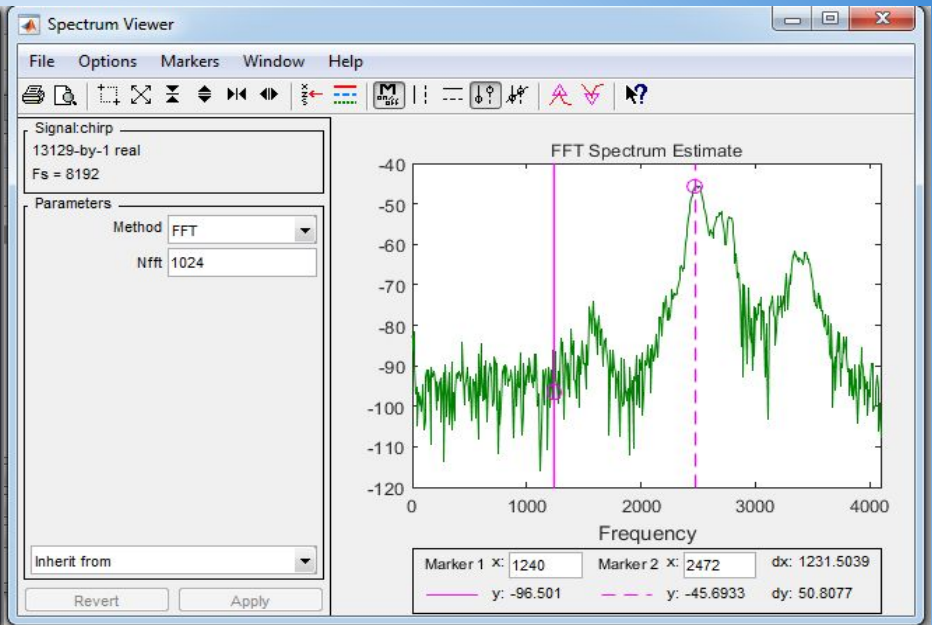 Spectrum Viewer
File Options Markers Window Help
M
on/off
Signal:chirp
13129-by-1 real
Fs = 8192
Parameters
Method FFT
Nfft 1024
Inherit from
Revert Apply
FFT Spectrum Estimate
-40
-50
-60
-70
-80
-90
-100
-110
-120
0 1000 2000 3000 4000
Frequency
Marker 1 x: 1240 Marker 2 x: 2472 dx: 1231.5039
y: -96.501 y: -45.6933 dy: 50.8077